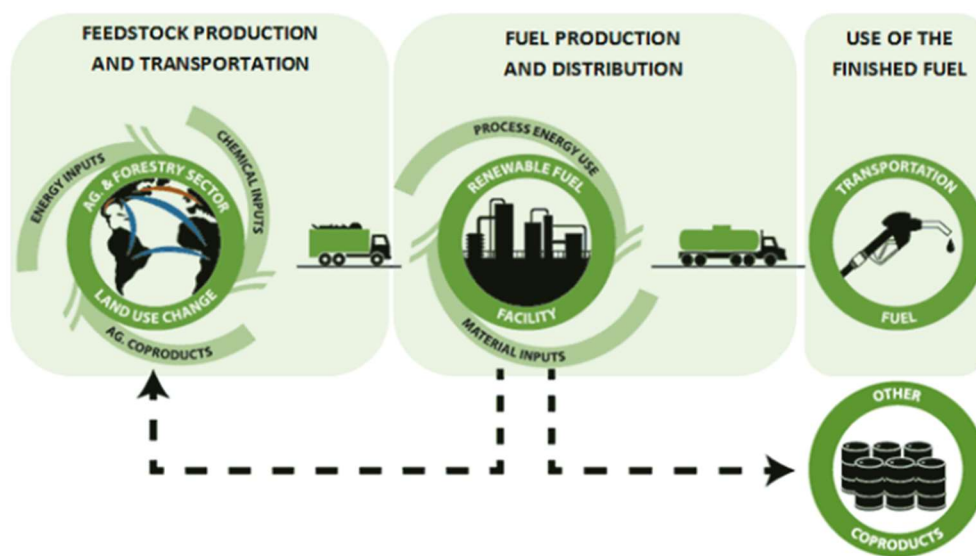 FEEDSTOCK PRODUCTION
AND TRANSPORTATION
FUEL PRODUCTION
AND DISTRIBUTION
USE OF THE
FINISHED FUEL
ENERGY INPUTS
CHEMICAL INPUTS
AG. & FORESTRY SECTOR
LAND USE CHANGE
AG. COPRODUCTS
PROCESS ENERGY USE
RENEWABLE FUEL
FACILITY
MATERIAL INPUTS
TRANSPORTATION
FUEL
OTHER
COPRODUCTS